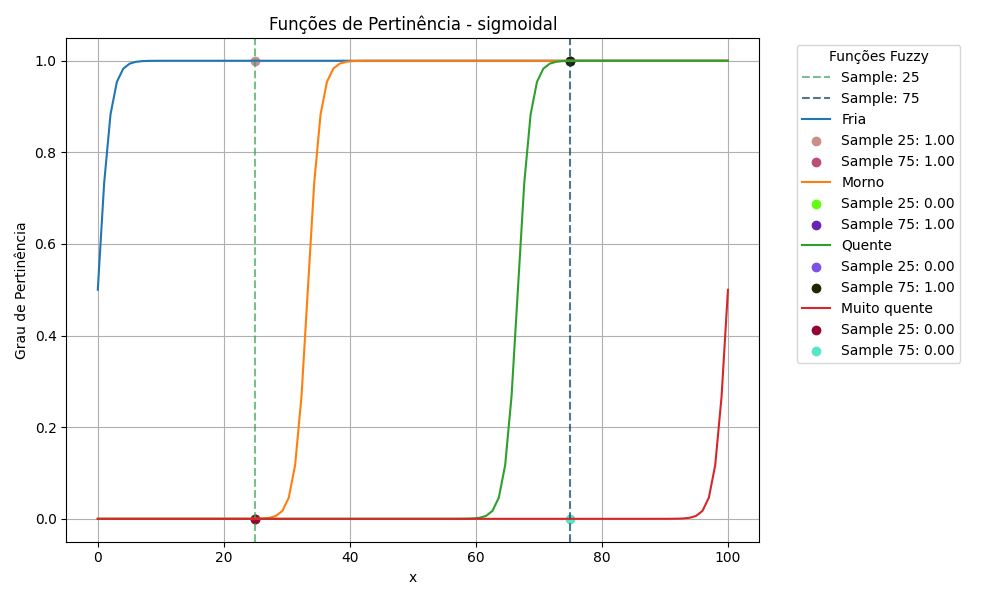 Funções de Pertinência - sigmoidal
Grau de Pertinência
1.0
0.8
0.6
0.4
0.2
0.0
0
20
40
60
80
100
x
Funções Fuzzy
Sample: 25
Sample: 75
Fria
Sample 25: 1.00
Sample 75: 1.00
Morno
Sample 25: 0.00
Sample 75: 1.00
Quente
Sample 25: 0.00
Sample 75: 1.00
Muito quente
Sample 25: 0.00
Sample 75: 0.00